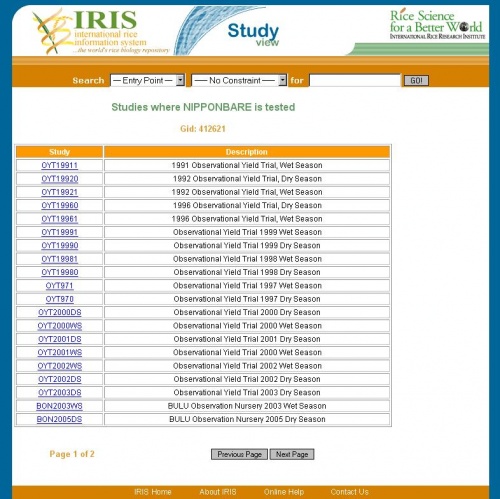 IRIS
international rice
information system
...the world's rice biology repository
Study
view
Rice Science
for a Better World
INTERNATIONAL RICE RESEARCH INSTITUTE
Search --- Entry Point --- --- No Constraint --- for GO!
Studies where NIPPONBARE is tested
Gid: 412621
Study Description
OYT19911 1991 Observational Yield Trial, Wet Season
OYT19920 1992 Observational Yield Trial, Dry Season
OYT19921 1992 Observational Yield Trial, Wet Season
OYT19960 1996 Observational Yield Trial, Dry Season
OYT19961 1996 Observational Yield Trial, Wet Season
OYT19991 Observational Yield Trial 1999 Wet Season
OYT19990 Observational Yield Trial 1999 Dry Season
OYT19981 Observational Yield Trial 1998 Wet Season
OYT19980 Observational Yield Trial 1998 Dry Season
OYT971 Observational Yield Trial 1997 Wet Season
OYT970 Observational Yield Trial 1997 Dry Season
OYT2000DS Observational Yield Trial 2000 Dry Season
OYT2000WS Observational Yield Trial 2000 Wet Season
OYT2001DS Observational Yield Trial 2001 Dry Season
OYT2001WS Observational Yield Trial 2000 Wet Season
OYT2002WS Observational Yield Trial 2002 Wet Season
OYT2002DS Observational Yield Trial 2002 Dry Season
OYT2003DS Observational Yield Trial 2003 Dry Season
BON2003WS BULU Observation Nursery 2003 Wet Season
BON2005DS BULU Observation Nursery 2005 Dry Season
Page 1 of 2 Previous Page Next Page
IRIS Home About IRIS Online Help Contact Us